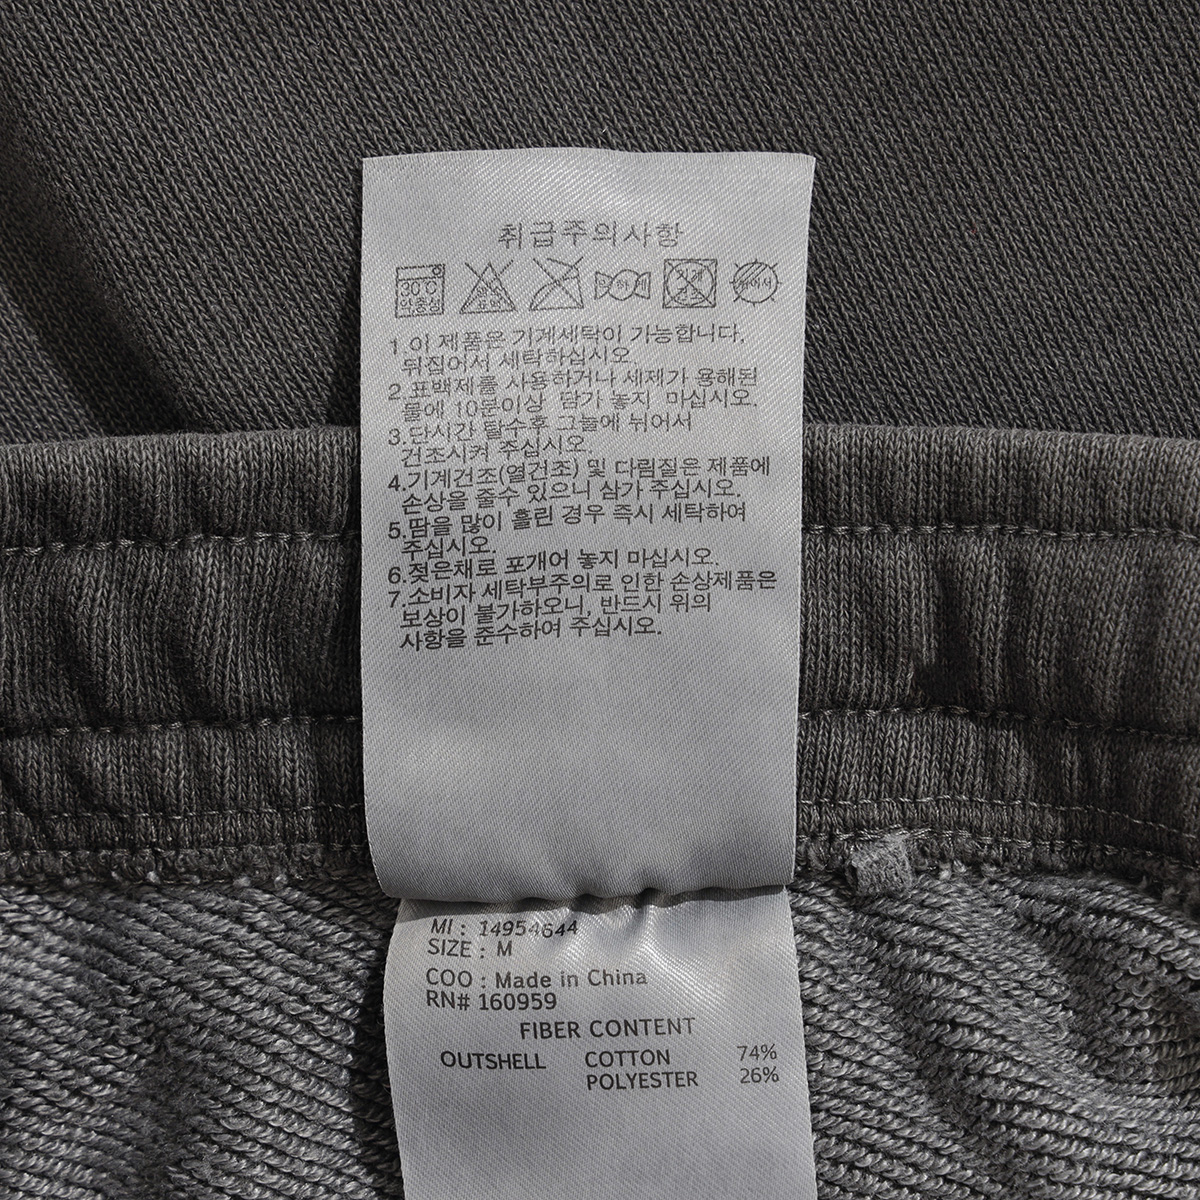 취급주의사항
30℃
약중성
약하게
1.이 제품은 기계세탁이 가능합니다.
뒤집어서 세탁하십시오.
2.표백제를 사용하거나 세제가 용해된
물에 10분이상 담가 놓지 마십시오.
3.단시간 탈수후 그늘에 뉘어서
건조시켜 주십시오.
4.기계건조(열건조) 및 다림질은 제품에
손상을 줄수 있으니 삼가 주십시오.
5.땀을 많이 흘린 경우 즉시 세탁하여
주십시오.
6.젖은채로 포개어 놓지 마십시오.
7.소비자 세탁부주의로 인한 손상제품은
보상이 불가하오니, 반드시 위의
사항을 준수하여 주십시오.
MI : 14954644
SIZE : M
COO : Made in China
RN# 160959
FIBER CONTENT
OUTSHELL COTTON 74%
POLYESTER 26%